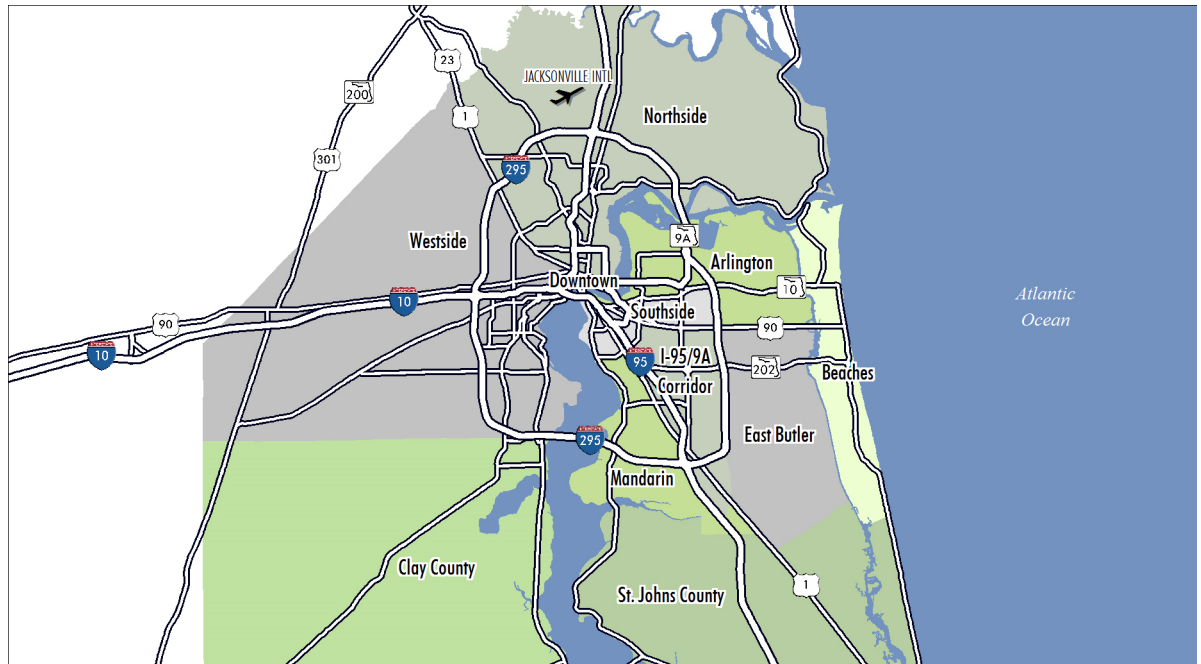 23
JACKSONVILLE INTL
200
1
Northside
301
295
9A
Westside
Arlington
Downtown
10
10
Atlantic
Ocean
Southside
90
90
10
95
I-95/9A
Corridor
202
Beaches
295
East Butler
Mandarin
Clay County
1
St. Johns County